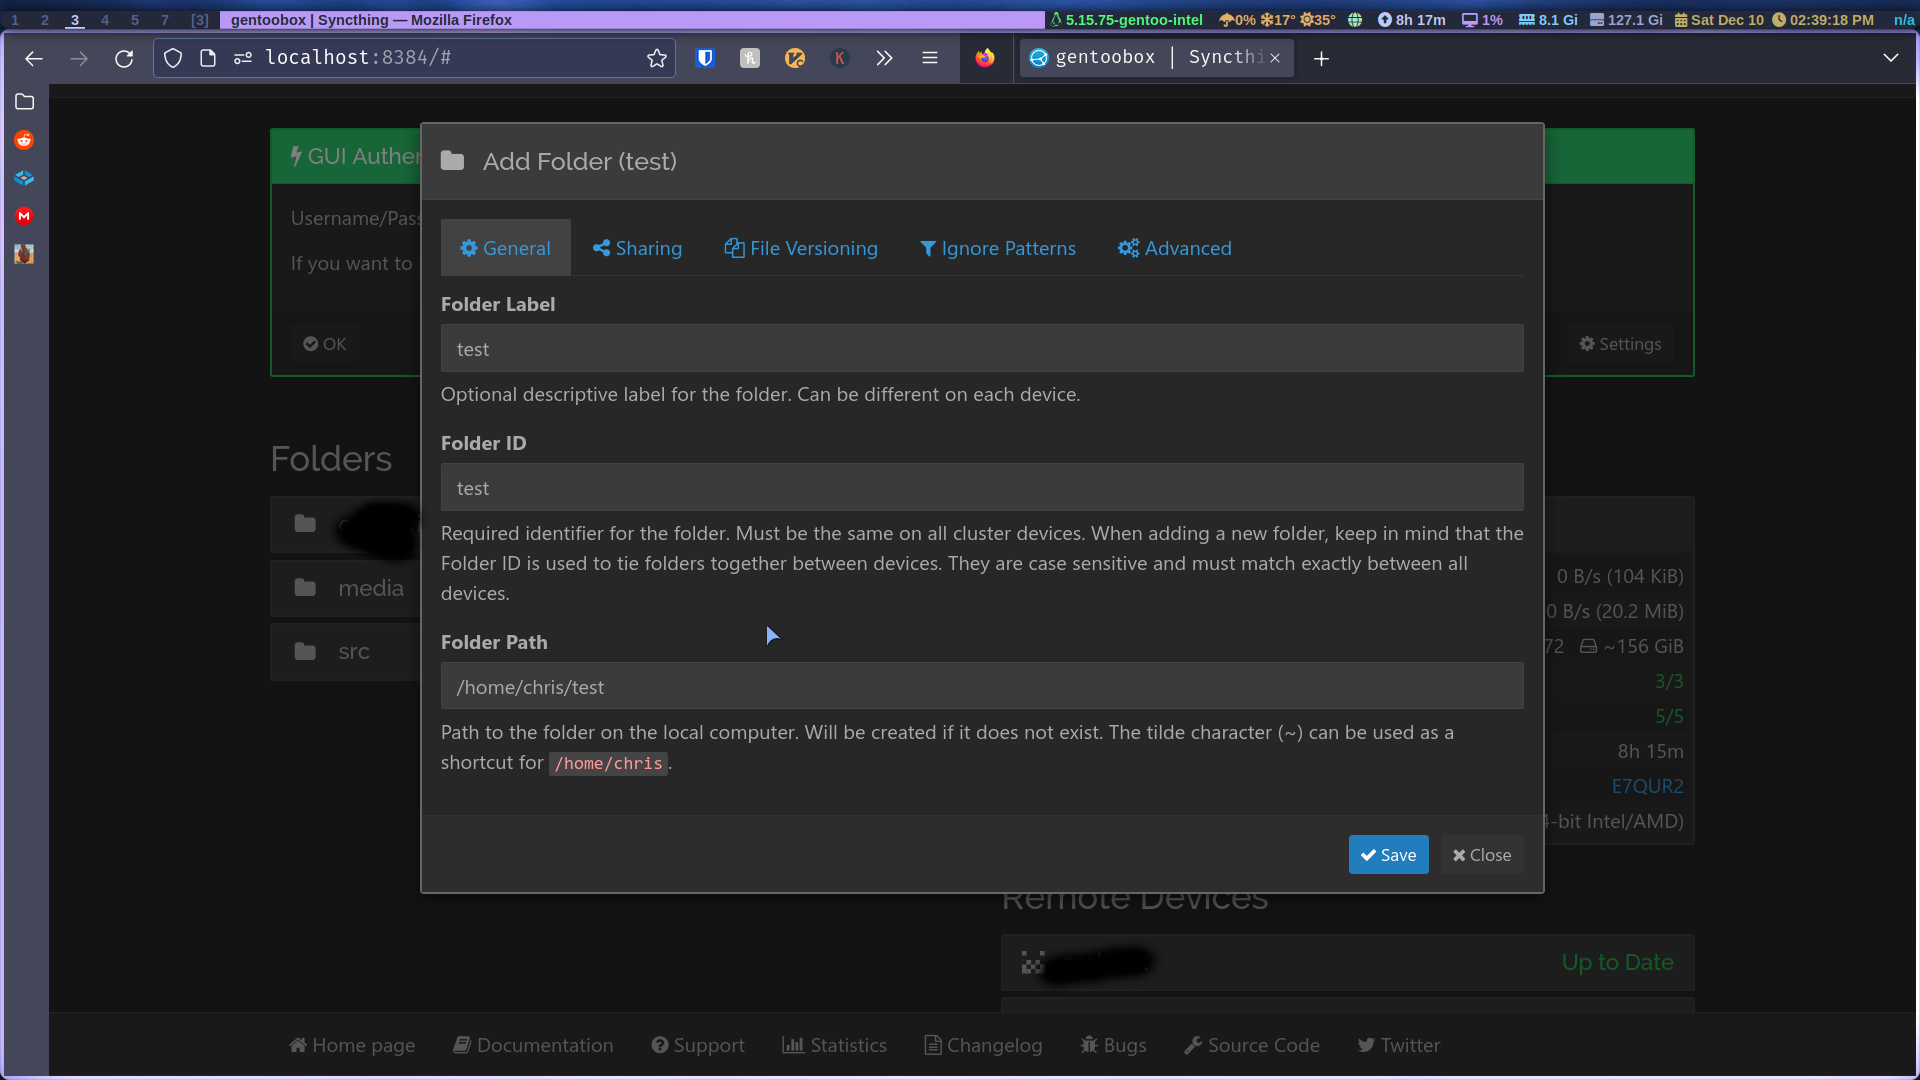 1 2 3 4 5 7 [3] gentoobox | Syncthing — Mozilla Firefox 5.15.75-gentoo-intel 0% 17° 35° 8h 17m 1% 8.1 Gi 127.1 Gi Sat Dec 10 02:39:18 PM n/a
localhost:8384/# gentoobox | Syncthi
GUI Authen
Add Folder (test)
Username/Pass
If you want to
OK
Settings
General Sharing File Versioning Ignore Patterns Advanced
Folder Label
test
Optional descriptive label for the folder. Can be different on each device.
Folder ID
test
Required identifier for the folder. Must be the same on all cluster devices. When adding a new folder, keep in mind that the
Folder ID is used to tie folders together between devices. They are case sensitive and must match exactly between all
devices.
Folder Path
/home/chris/test
Path to the folder on the local computer. Will be created if it does not exist. The tilde character (~) can be used as a
shortcut for /home/chris.
Save Close
Folders
media
src
0 B/s (104 KiB)
0 B/s (20.2 MiB)
72 ~156 GiB
3/3
5/5
8h 15m
E7QUR2
4-bit Intel/AMD)
Remote Devices
Up to Date
Home page Documentation Support Statistics Changelog Bugs Source Code Twitter